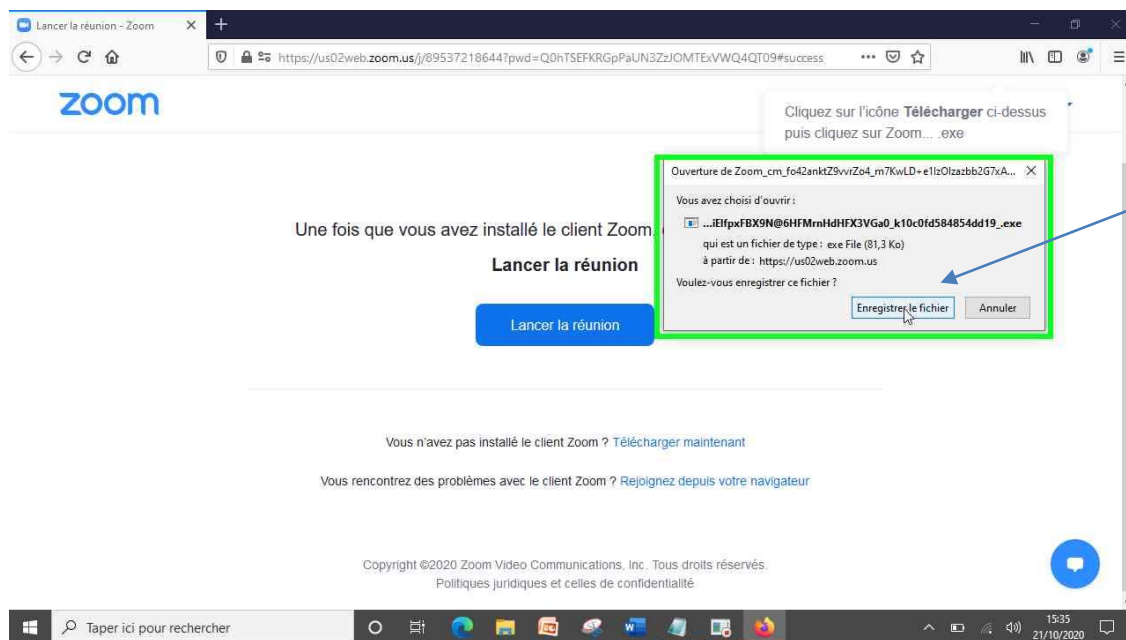 Lancer la réunion - Zoom
https://us02web.zoom.us/j/89537218644?pwd=Q0hTSEFKRGpPaUN3ZzJOMTExVWQ4QT09#success
zoom
Cliquez sur l'icône Télécharger ci-dessus
puis cliquez sur Zoom... .exe
Ouverture de Zoom_cm_fo42anktZ9vvrZo4_m7KwLD+e1IzOlzazbb2G7xA...
Vous avez choisi d'ouvrir :
...iElfpxFBX9N@6HFMrnHdHFX3VGa0_k10c0fd584854dd19_.exe
qui est un fichier de type : exe File (81,3 Ko)
à partir de : https://us02web.zoom.us
Voulez-vous enregistrer ce fichier ?
Enregistrer le fichier
Annuler
Une fois que vous avez installé le client Zoom,
Lancer la réunion
Lancer la réunion
Vous n'avez pas installé le client Zoom ? Télécharger maintenant
Vous rencontrez des problèmes avec le client Zoom ? Rejoignez depuis votre navigateur
Copyright ©2020 Zoom Video Communications, Inc. Tous droits réservés.
Politiques juridiques et celles de confidentialité
Taper ici pour rechercher
15:35
21/10/2020